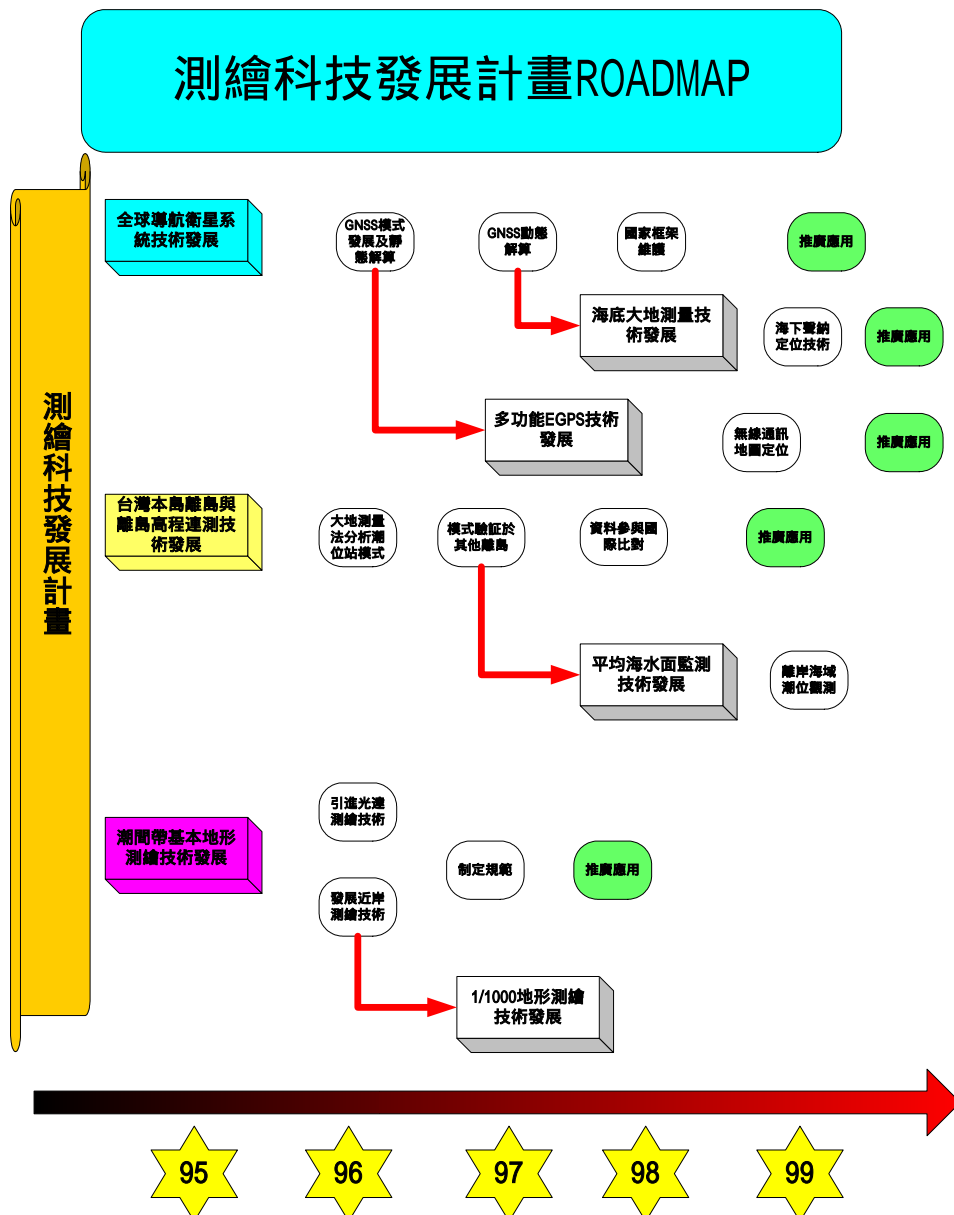 測繪科技發展計畫ROADMAP
測繪科技發展計畫
全球導航衛星系
統技術發展
GNSS模式
發展及靜
態解算
GNSS動態
解算
國家框架
維護
推廣應用
海底大地測量技
術發展
海下聲納
定位技術
推廣應用
多功能EGPS技術
發展
無線通訊
地圖定位
推廣應用
台灣本島離島與
離島高程連測技
術發展
大地測量
法分析潮
位站模式
模式驗証於
其他離島
資料參與國
際比對
推廣應用
平均海水面監測
技術發展
離岸海域
潮位觀測
潮間帶基本地形
測繪技術發展
引進光達
測繪技術
發展近岸
測繪技術
制定規範
推廣應用
1/1000地形測繪
技術發展
95
96
97
98
99